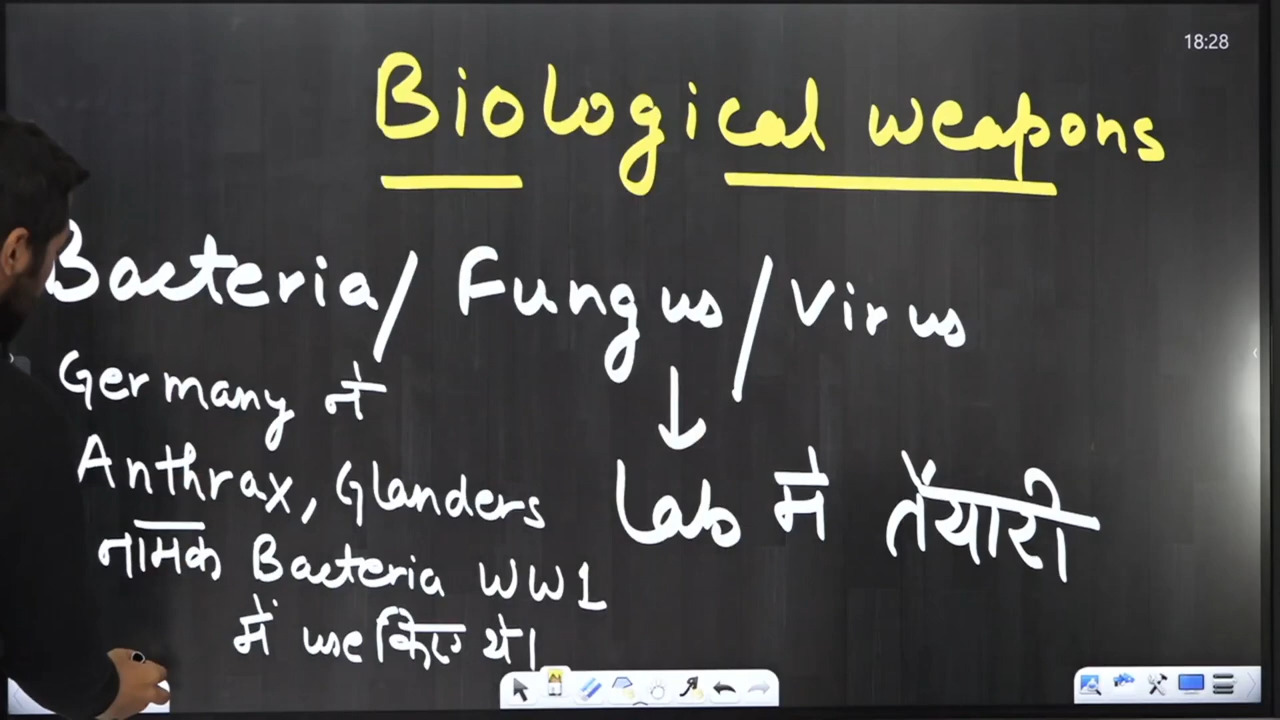 18:28
Biological weapons
Bacteria / Fungus / Virus
Germany ने
Anthrax, Glanders
नामक Bacteria WW1
में use किए थे।
↓
Lab में तैयारी